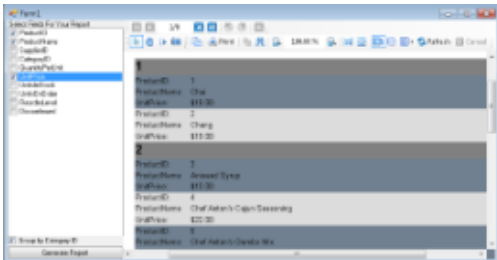 Form1
Select Fields For Your Report
ProductID
ProductName
SupplierID
CategoryID
QuantityPerUnit
UnitPrice
UnitsInStock
UnitsOnOrder
ReorderLevel
Discontinued
Group by Category ID
Generate Report
1/9
Print
100.00 %
Refresh
Cancel
1
ProductID: 1
ProductName: Chai
UnitPrice: $18.00
ProductID: 2
ProductName: Chang
UnitPrice: $19.00
2
ProductID: 3
ProductName: Aniseed Syrup
UnitPrice: $10.00
ProductID: 4
ProductName: Chef Anton's Cajun Seasoning
UnitPrice: $22.00
ProductID: 5
ProductName: Chef Anton's Gumbo Mix